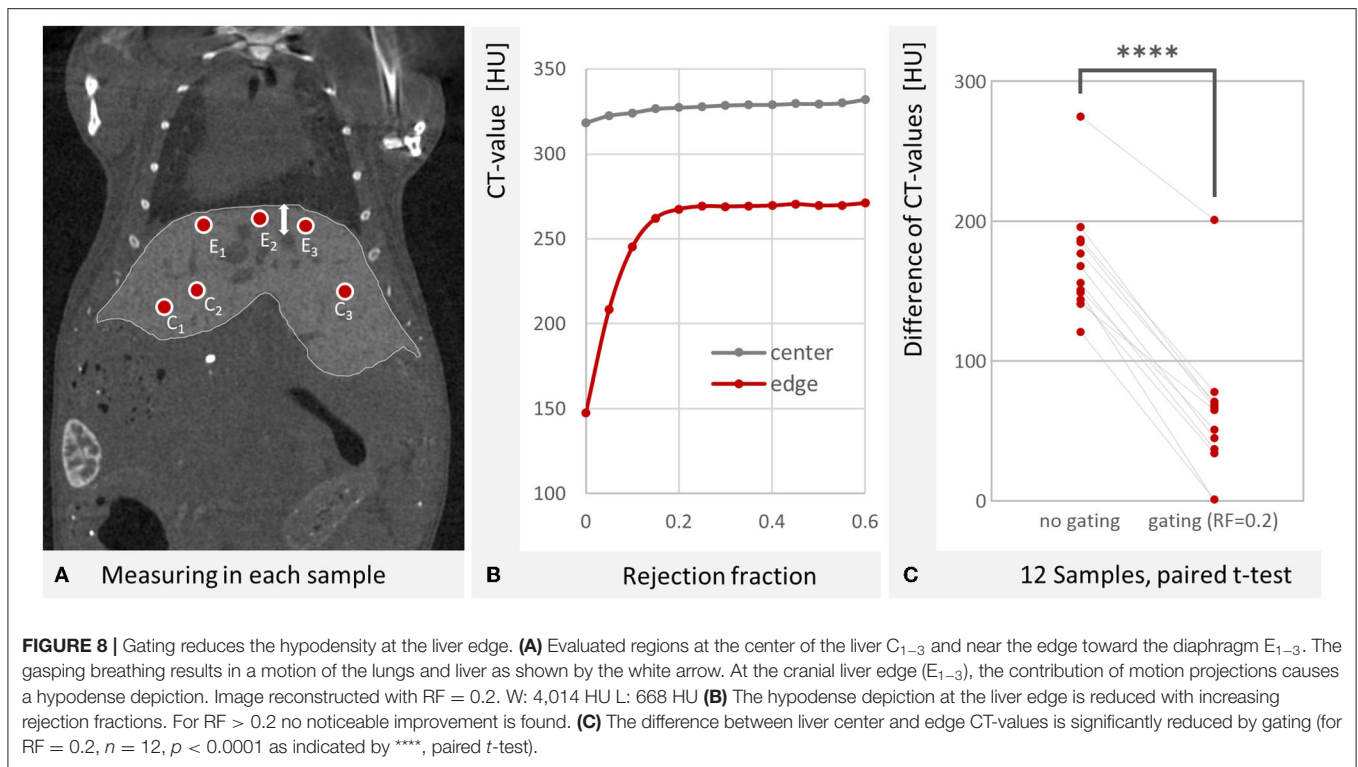 E1
E2
E3
C1
C2
C3
A Measuring in each sample
CT-value [HU]
350
300
250
200
150
100
center
edge
0
0.2
0.4
0.6
B Rejection fraction
Difference of CT-values [HU]
****
300
200
100
0
no gating
gating (RF=0.2)
C 12 Samples, paired t-test
FIGURE 8 | Gating reduces the hypodensity at the liver edge. (A) Evaluated regions at the center of the liver C1–3 and near the edge toward the diaphragm E1–3. The
gasping breathing results in a motion of the lungs and liver as shown by the white arrow. At the cranial liver edge (E1–3), the contribution of motion projections causes
a hypodense depiction. Image reconstructed with RF = 0.2. W: 4,014 HU L: 668 HU (B) The hypodense depiction at the liver edge is reduced with increasing
rejection fractions. For RF > 0.2 no noticeable improvement is found. (C) The difference between liver center and edge CT-values is significantly reduced by gating (for
RF = 0.2, n = 12, p < 0.0001 as indicated by ****, paired t-test).